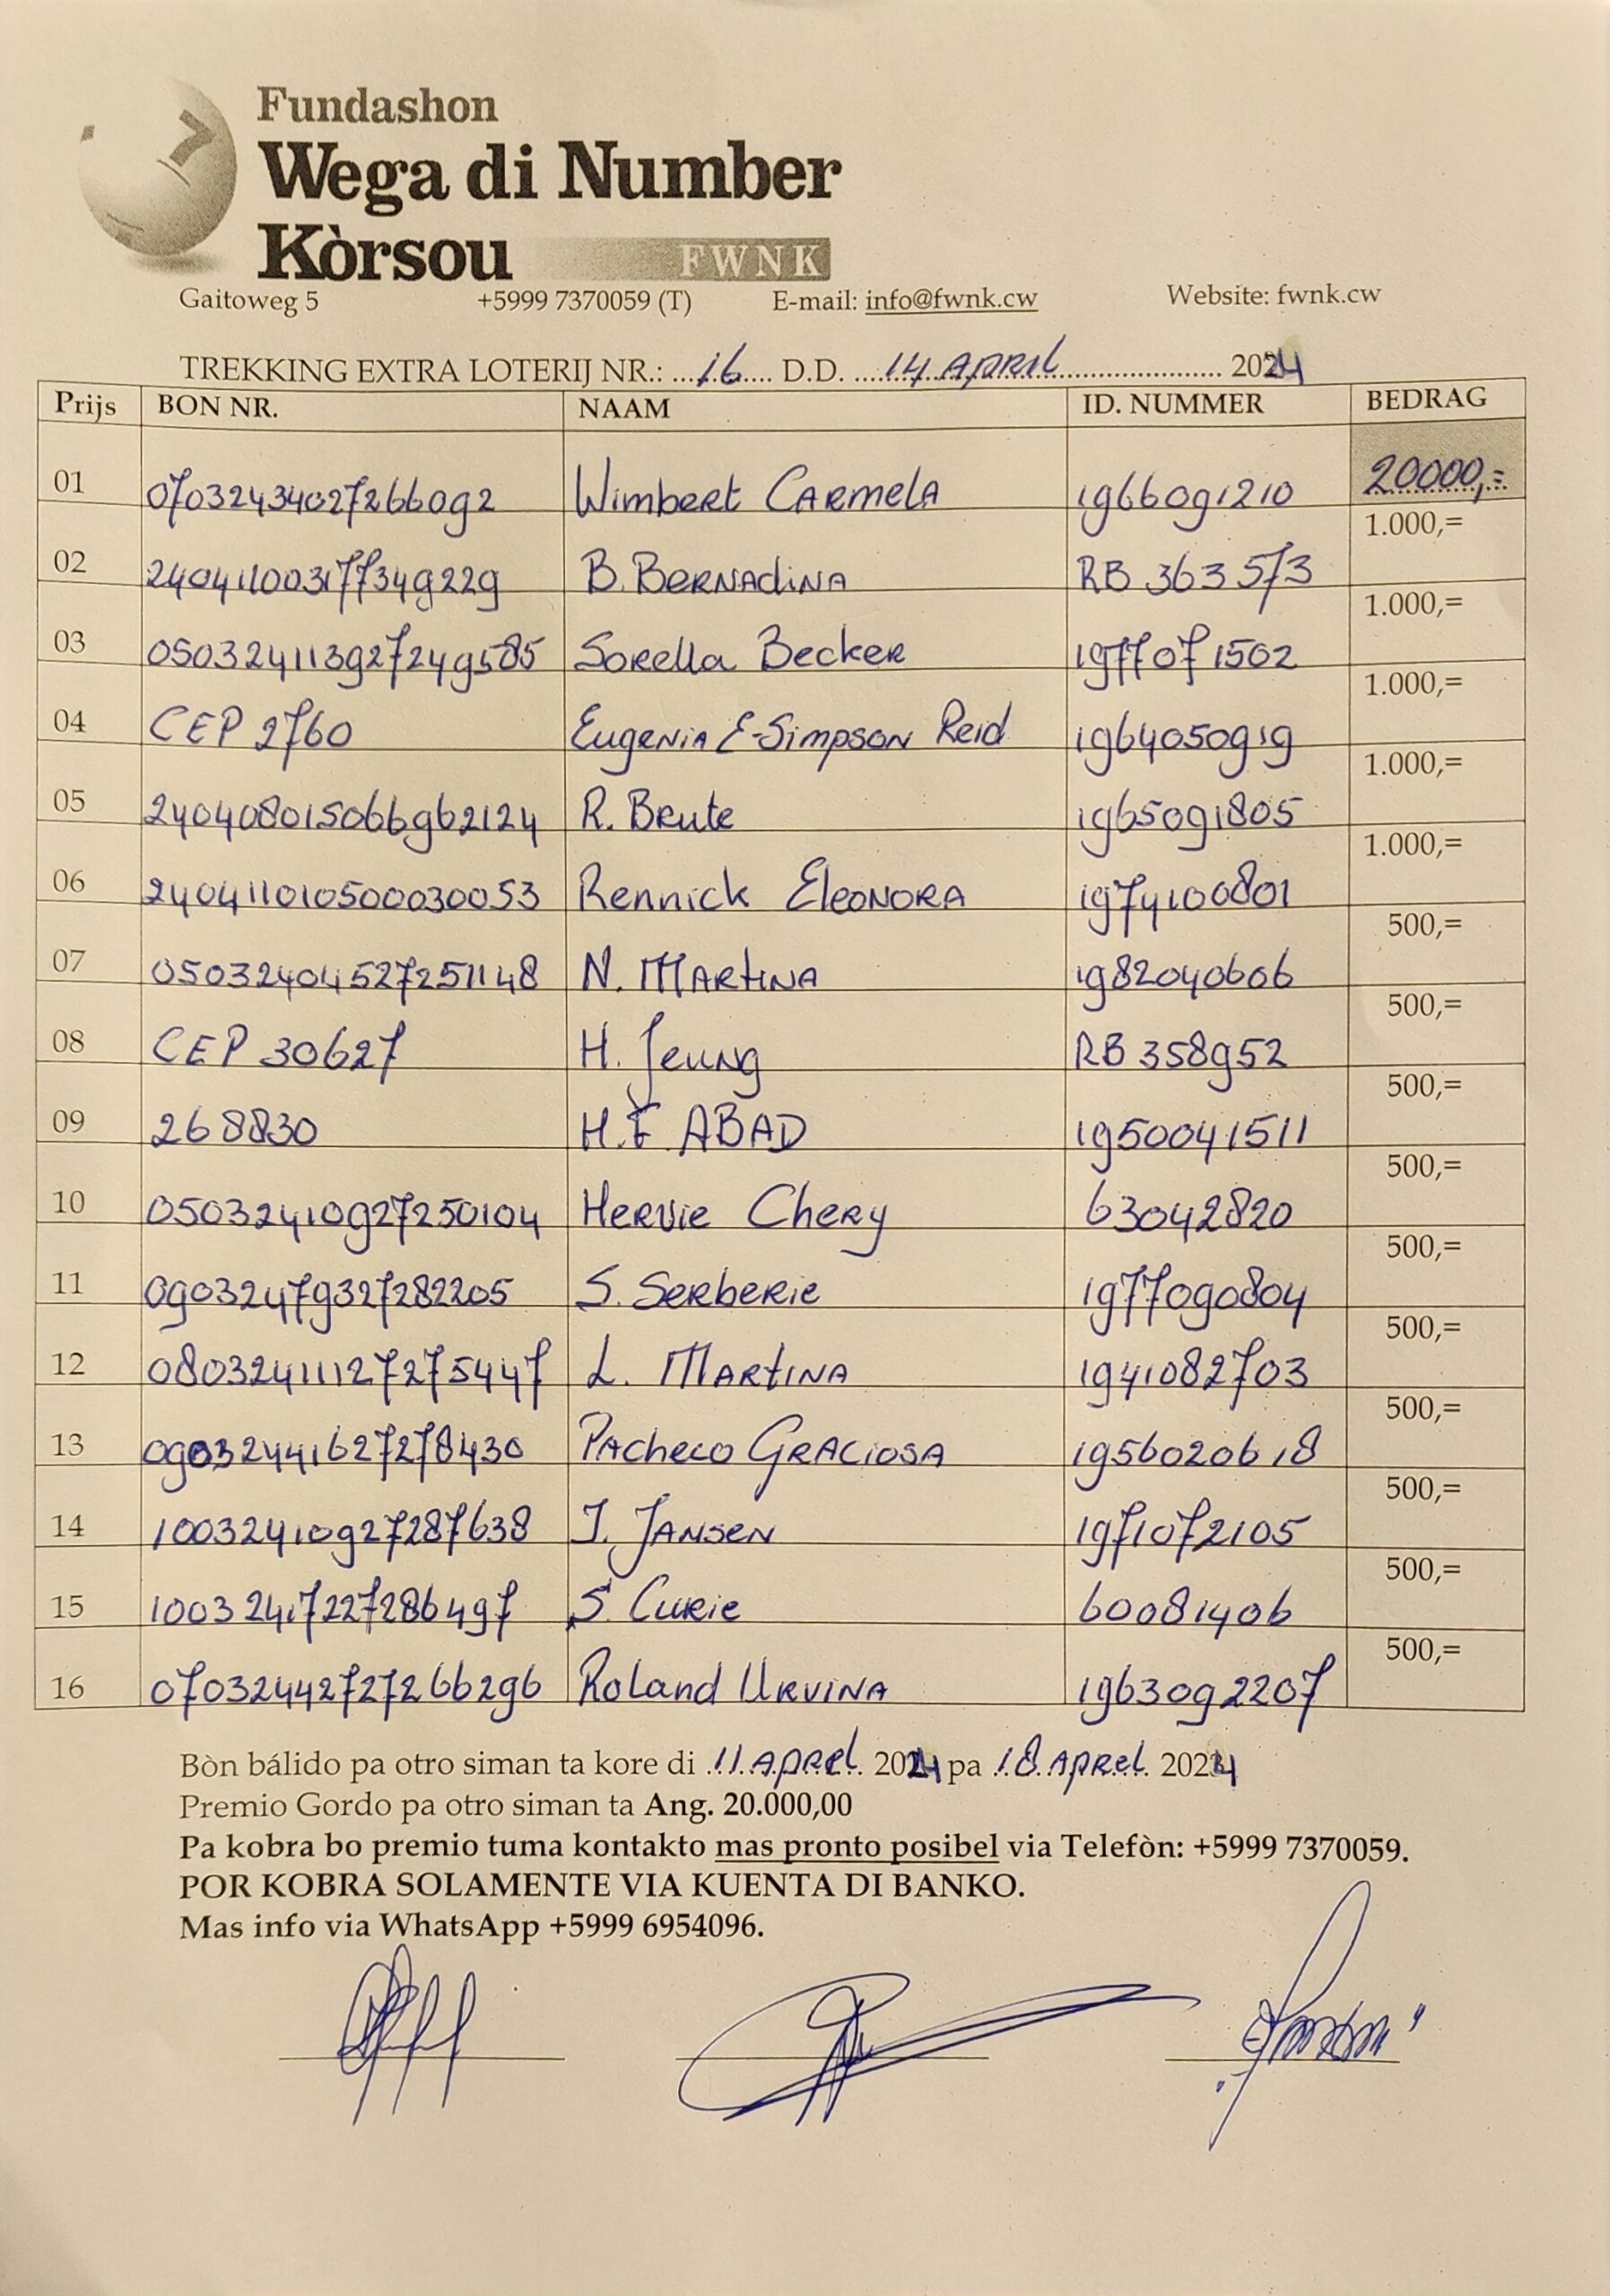 Fundashon
Wega di Number
Kòrsou FWNK
Gaitoweg 5 +5999 7370059 (T) E-mail: info@fwnk.cw Website: fwnk.cw
TREKKING EXTRA LOTERIJ NR.: 16 D.D. 14 APRIL 2024
Prijs BON NR. NAAM ID. NUMMER BEDRAG
01 07032434027266092 Wimbert CARMELA 1966091210 20000,=
02 240411003177349229 B. BERNADINA RB 363573 1.000,=
03 050324113927249585 Sorella Becker 1977071502 1.000,=
04 CEP 2760 Eugenia E-Simpson Reid 1964050919 1.000,=
05 240408015066962124 R. Brute 1965091805 1.000,=
06 240411010500030053 Rennick ELEONORA 1974100801 1.000,=
07 05032404527251148 N. MARTINA 1982040606 500,=
08 CEP 30627 H. Jeung RB 358952 500,=
09 268830 H.F ABAD 1950041511 500,=
10 05032410927250104 Hervie Chery 63042820 500,=
11 09032479327282205 S. Serberie 1977090804 500,=
12 08032411127275447 L. MARTINA 1941082703 500,=
13 09032441627278430 Pacheco GRACIOSA 1956020618 500,=
14 10032410927287638 J. JANSEN 1971072105 500,=
15 10032417227286497 S. Curie 60081406 500,=
16 07032442727266296 Roland URVINA 1963092207 500,=
Bòn bálido pa otro siman ta kore di 11 APREL 2024 pa 18 APREL 2024
Premio Gordo pa otro siman ta Ang. 20.000,00
Pa kobra bo premio tuma kontakto mas pronto posibel via Telefòn: +5999 7370059.
POR KOBRA SOLAMENTE VIA KUENTA DI BANKO.
Mas info via WhatsApp +5999 6954096.